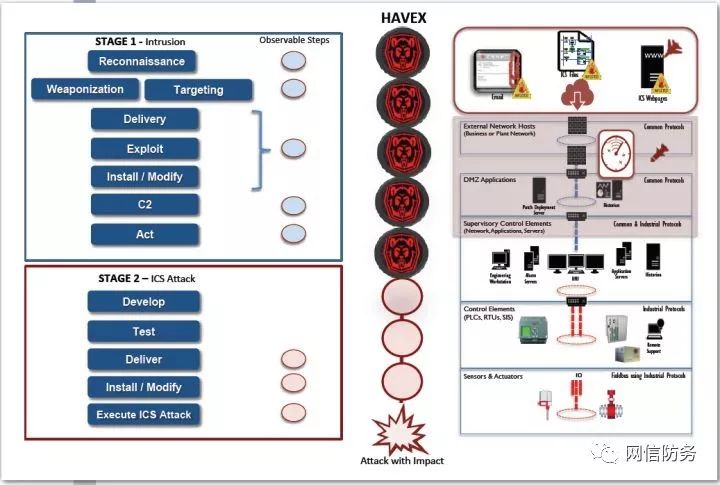 HAVEX
STAGE 1 - Intrusion
Observable Steps
Reconnaissance
Weaponization
Targeting
Delivery
Exploit
Install / Modify
C2
Act
STAGE 2 – ICS Attack
Develop
Test
Deliver
Install / Modify
Execute ICS Attack
Attack with Impact
Email
ICS Files
WWW
ICS Webpages
External Network Hosts
(Business or Plant Network)
Common Protocols
DMZ Applications
Common Protocols
Patch Deployment
Server
Historian
Supervisory Control Elements
(Network, Applications, Servers)
Common & Industrial Protocols
Engineering
Workstation
Alarm
Servers
HMI
Application
Servers
Historian
Control Elements
(PLCs, RTUs, SIS)
Industrial Protocols
Remote
Support
Sensors & Actuators
IO
Fieldbus using Industrial Protocols
网信防务